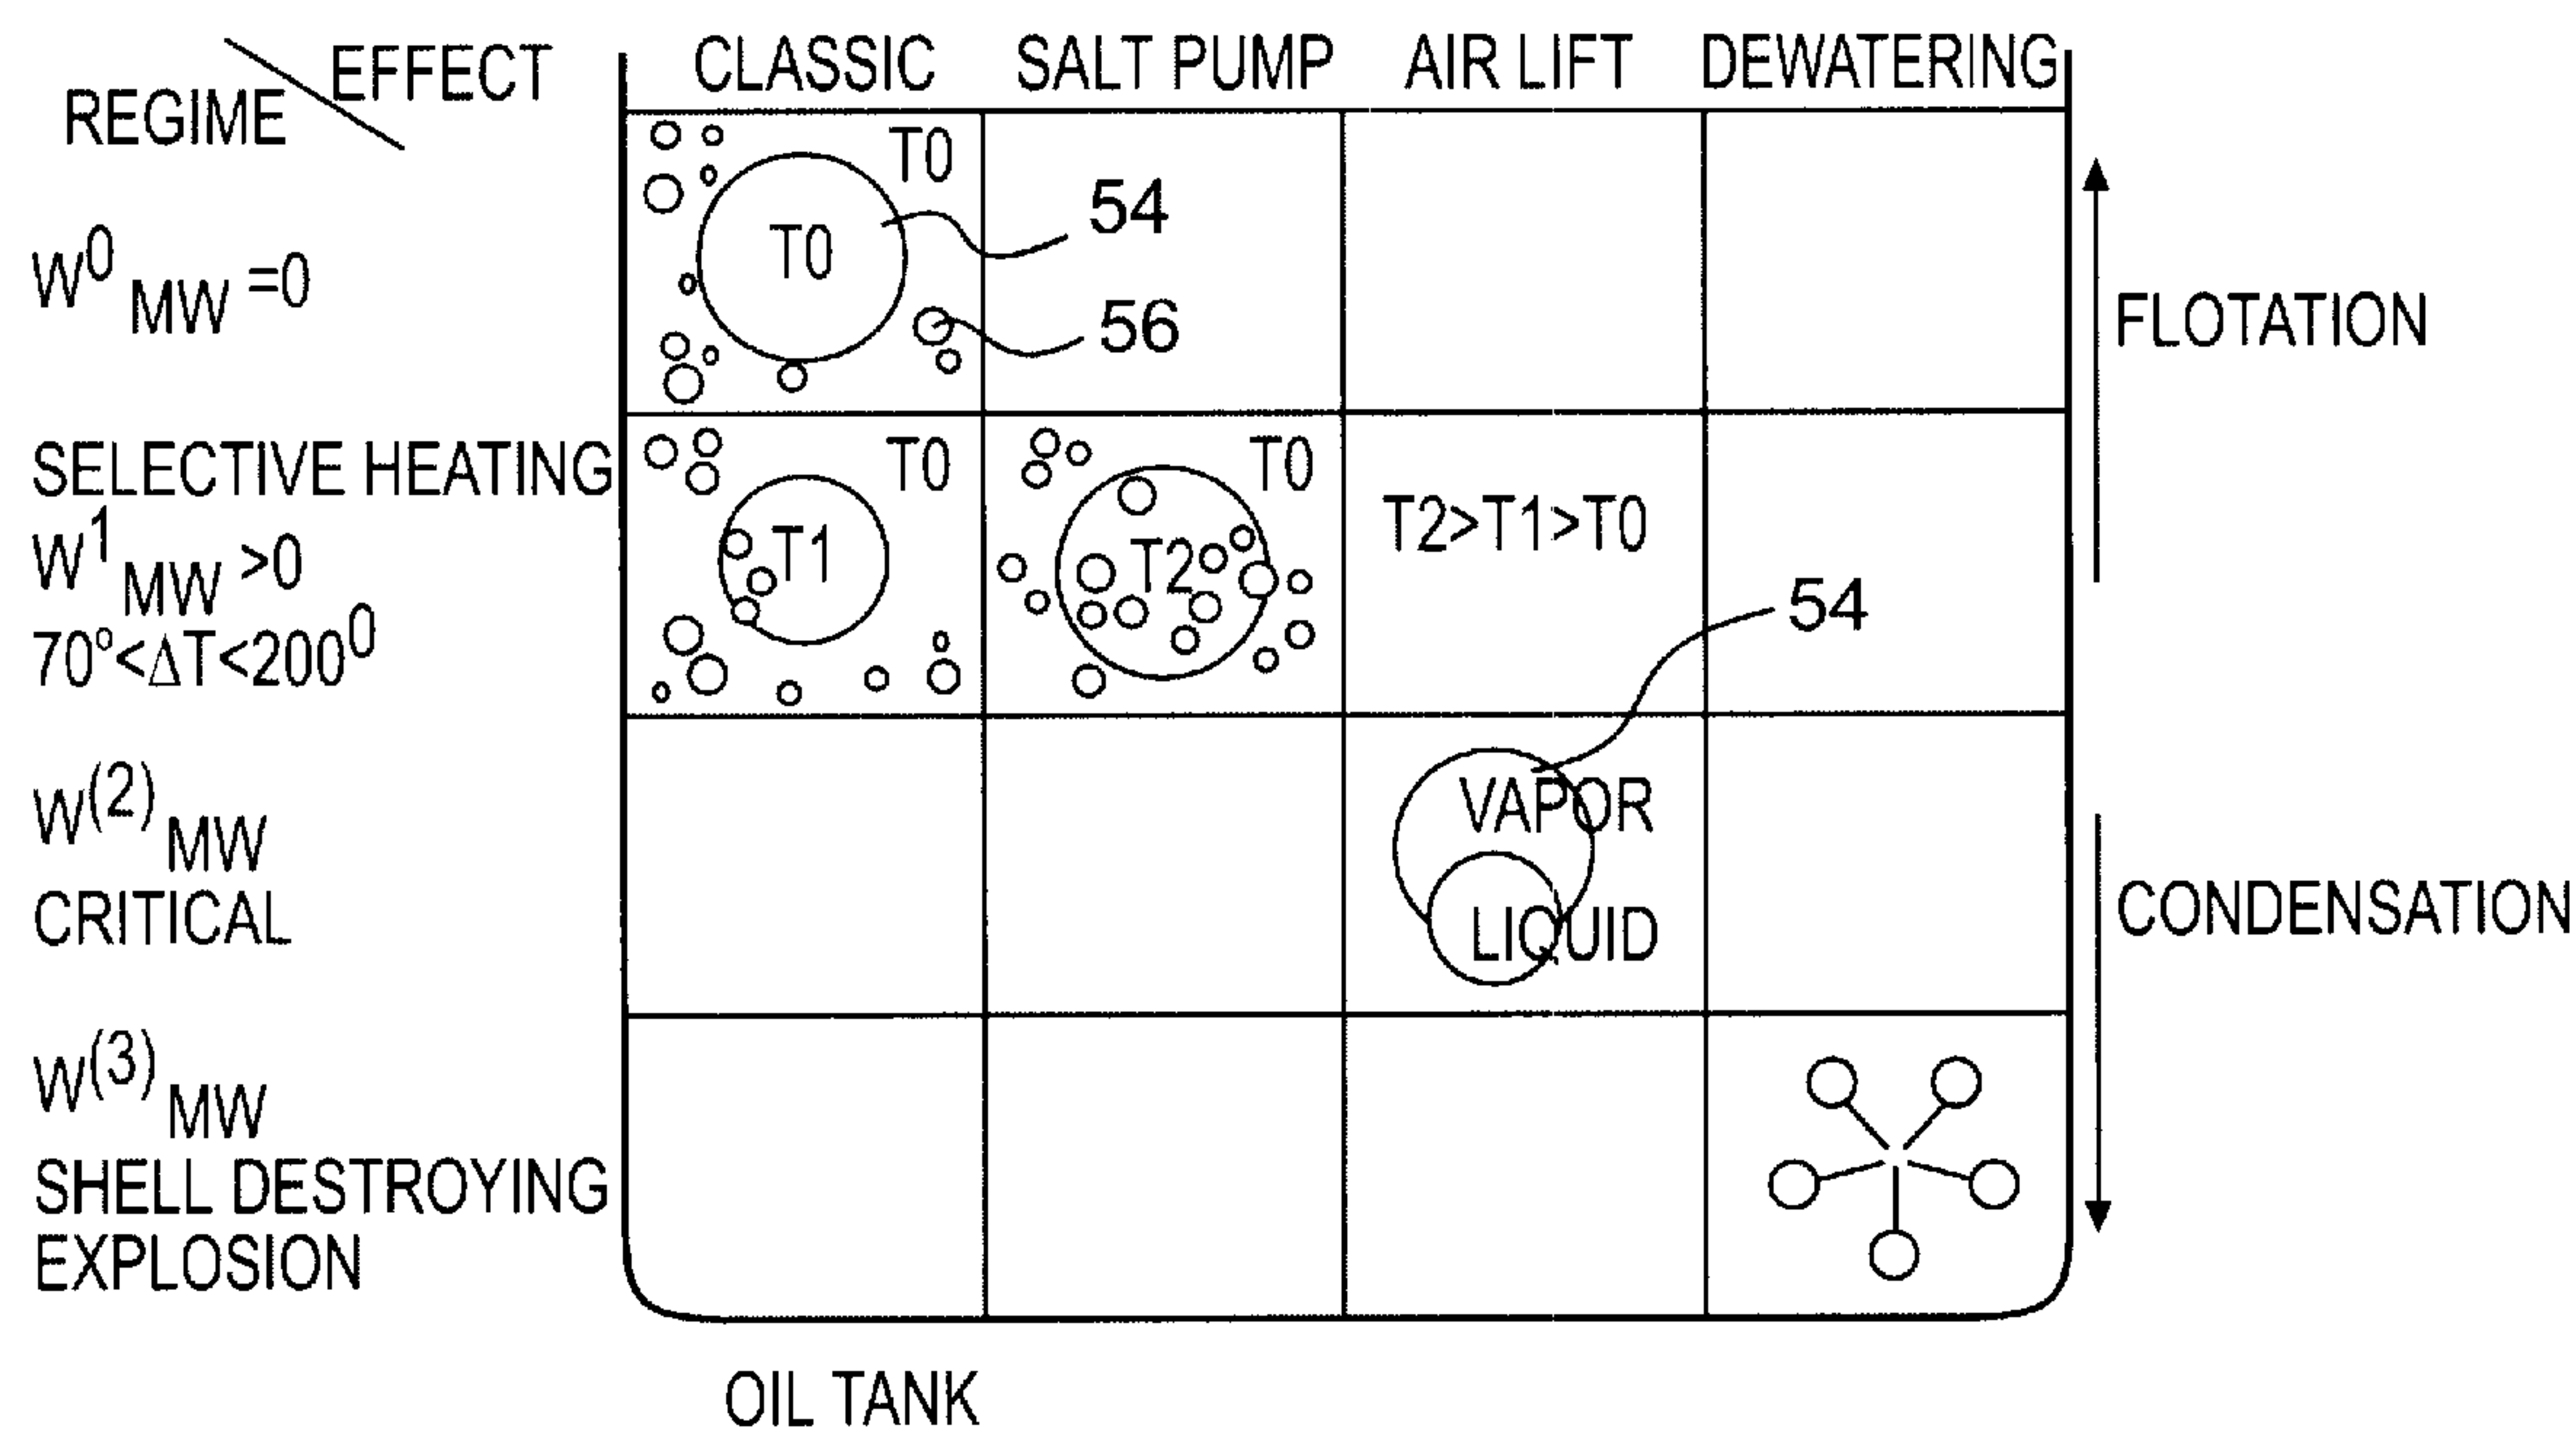 EFFECT
REGIME
CLASSIC SALT PUMP AIR LIFT DEWATERING
T0
T0
54
56
W⁰ MW =0
FLOTATION
SELECTIVE HEATING
W¹ MW >0
70°<ΔT<200⁰
T0
T1
T0
T2
T2>T1>T0
54
W⁽²⁾ MW
CRITICAL
VAPOR
LIQUID
CONDENSATION
W⁽³⁾ MW
SHELL DESTROYING
EXPLOSION
OIL TANK